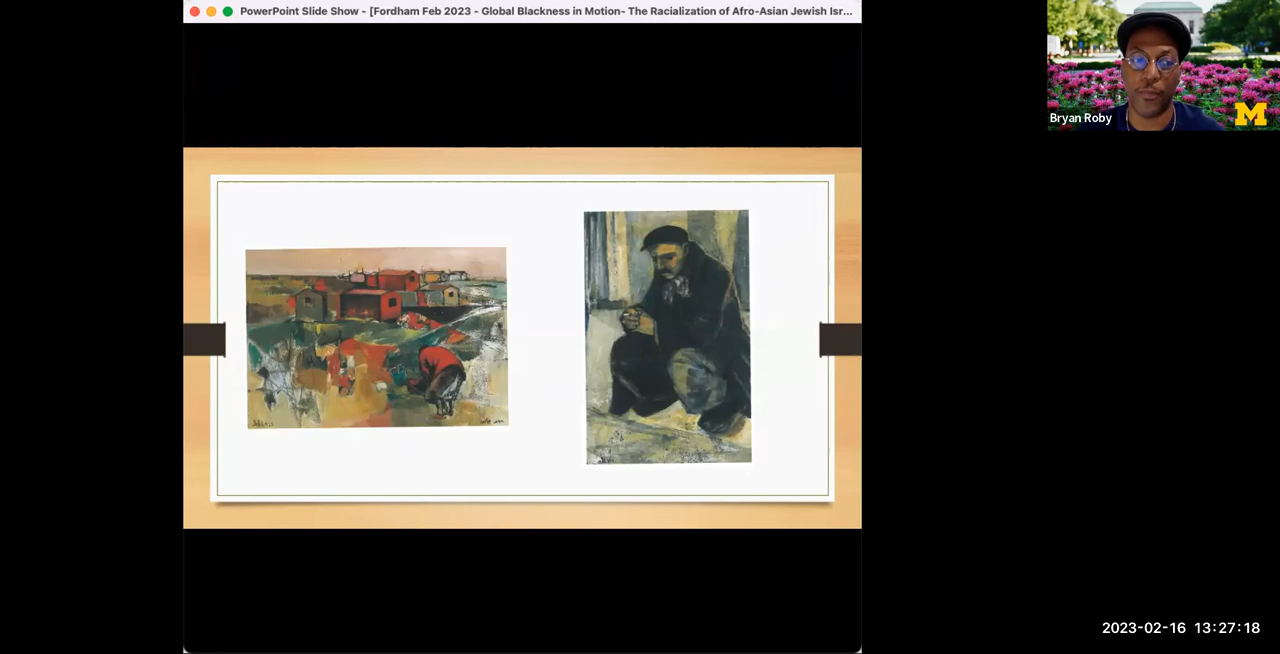 PowerPoint Slide Show - [Fordham Feb 2023 - Global Blackness in Motion- The Racialization of Afro-Asian Jewish Isr...
Bryan Roby
M
2023-02-16 13:27:18